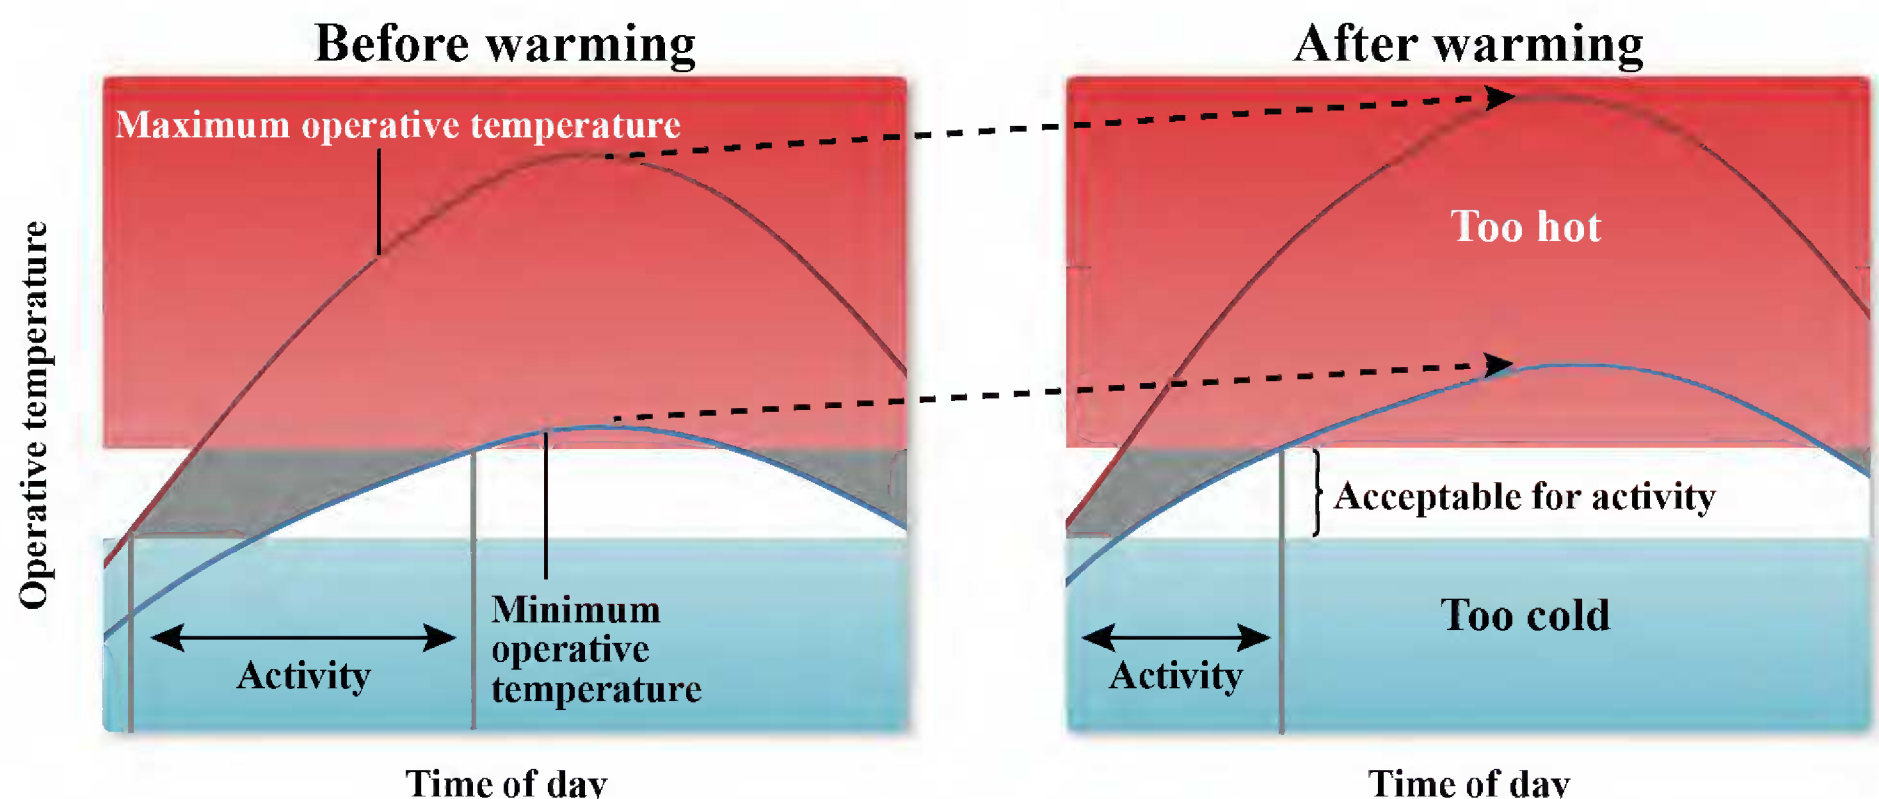 Before warming
After warming
Maximum operative temperature
Too hot
Operative temperature
Acceptable for activity
Minimum
operative
temperature
Activity
Too cold
Activity
Time of day
Time of day